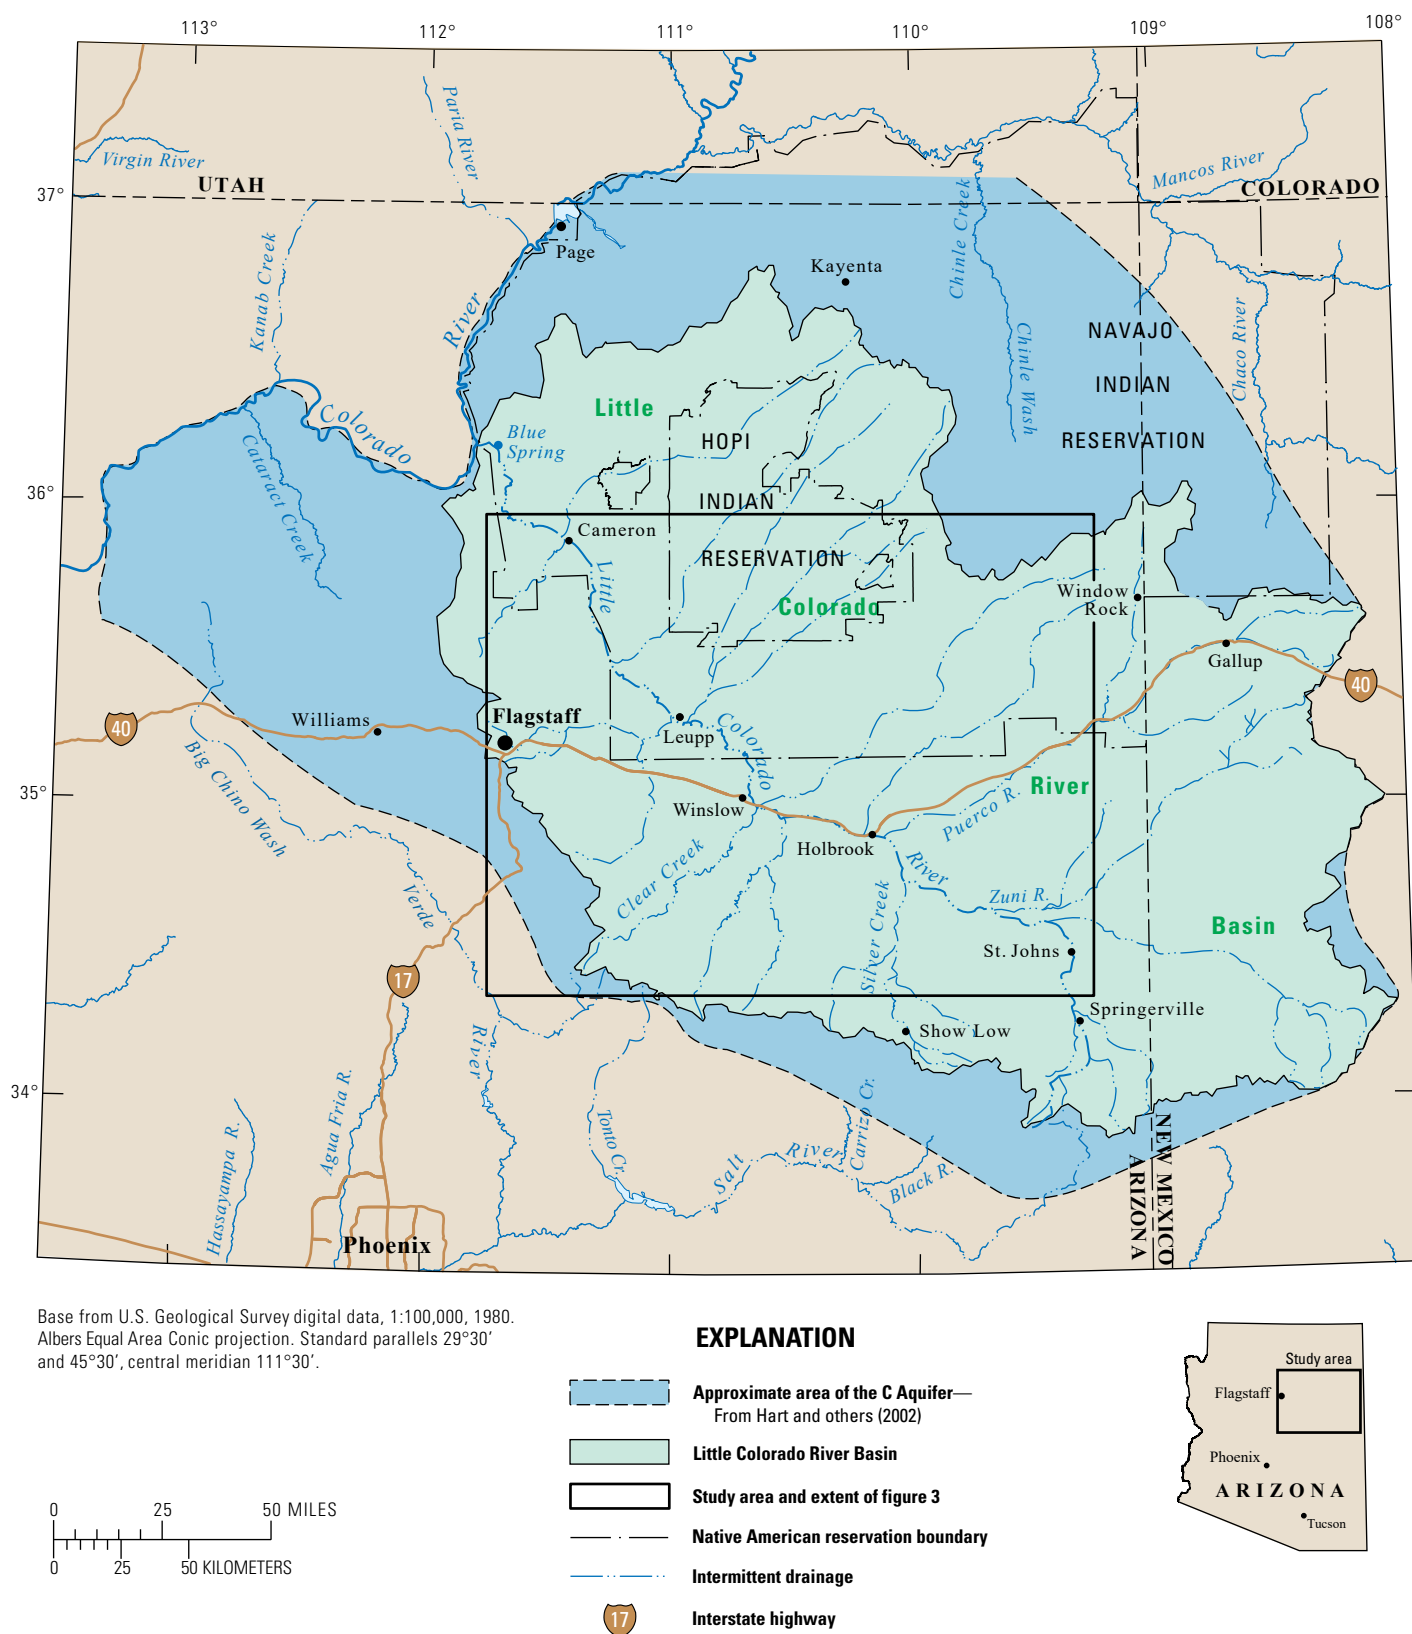 113°
112°
111°
110°
109°
108°
Paria River
Virgin River
Mancos River
UTAH
COLORADO
37°
Page
Kayenta
Chinle Creek
Kanab Creek
River
Chinle Wash
NAVAJO
INDIAN
RESERVATION
Chaco River
Colorado
Little
Blue
Spring
HOPI
INDIAN
RESERVATION
36°
Cataract Creek
Cameron
Little
Colorado
Window
Rock
Gallup
40
40
Williams
Flagstaff
Leupp
Colorado
Big Chino Wash
35°
Winslow
River
Puerco R.
Holbrook
River
Clear Creek
Verde
Silver Creek
Zuni R.
Basin
St. Johns
17
Springerville
Show Low
River
34°
Agua Fria R.
Hassayampa R.
Tonto Cr.
Salt
River
Carrizo Cr.
Black R.
NEW MEXICO
ARIZONA
Phoenix
Base from U.S. Geological Survey digital data, 1:100,000, 1980.
Albers Equal Area Conic projection. Standard parallels 29°30′
and 45°30′, central meridian 111°30′.
0 25 50 MILES
0 25 50 KILOMETERS
EXPLANATION
Approximate area of the C Aquifer—
From Hart and others (2002)
Little Colorado River Basin
Study area and extent of figure 3
Native American reservation boundary
Intermittent drainage
17
Interstate highway
Study area
Flagstaff
Phoenix
ARIZONA
Tucson